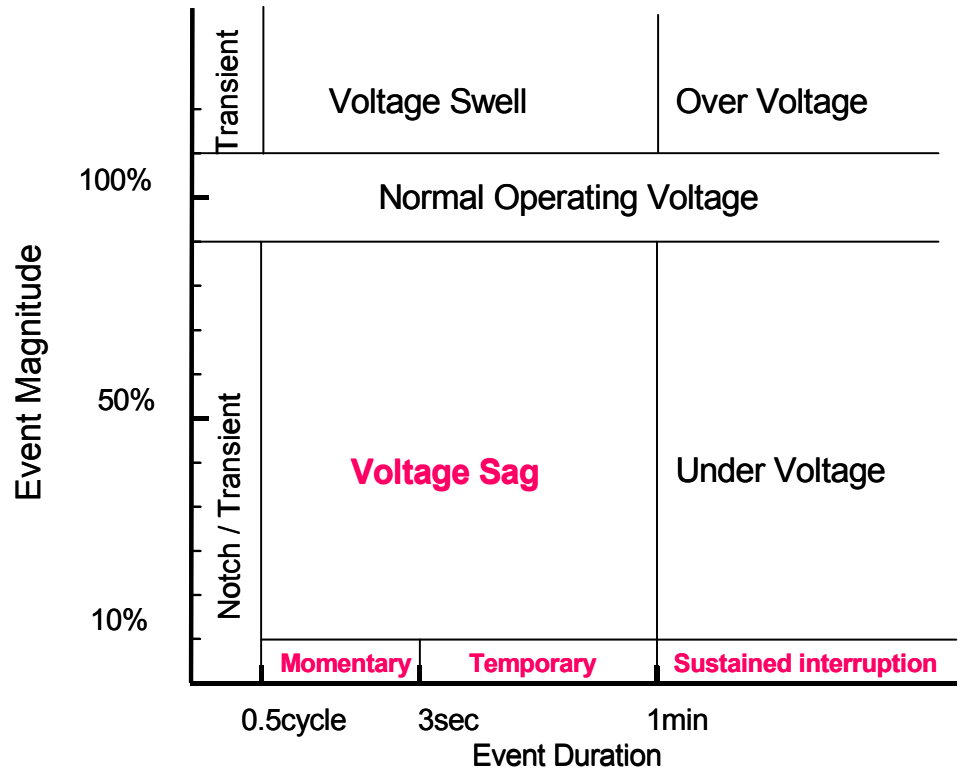 Transient
Voltage Swell
Over Voltage
100%
Normal Operating Voltage
Event Magnitude
50%
Notch / Transient
Voltage Sag
Under Voltage
10%
Momentary
Temporary
Sustained interruption
0.5cycle
3sec
1min
Event Duration